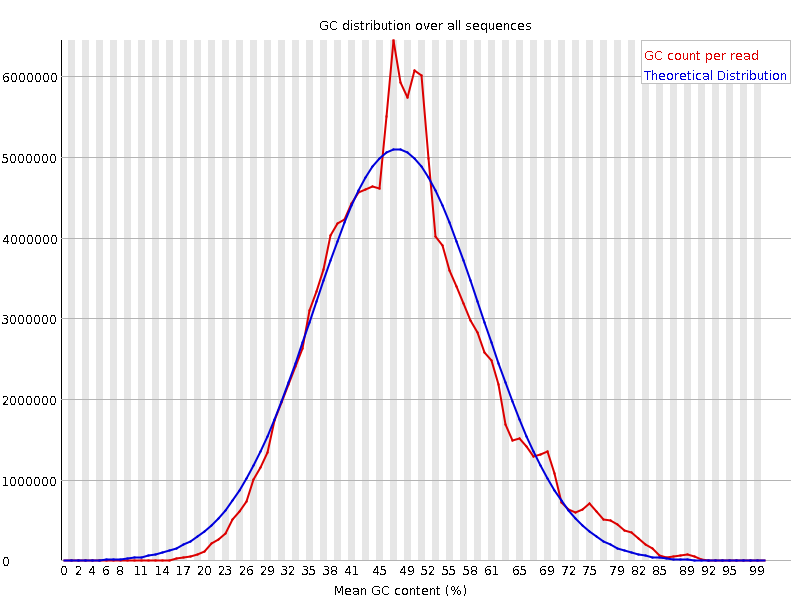 GC distribution over all sequences
GC count per read
Theoretical Distribution
6000000
5000000
4000000
3000000
2000000
1000000
0
0 2 4 6 8 11 14 17 20 23 26 29 32 35 38 41 45 49 52 55 58 61 65 69 72 75 79 82 85 89 92 95 99
Mean GC content (%)